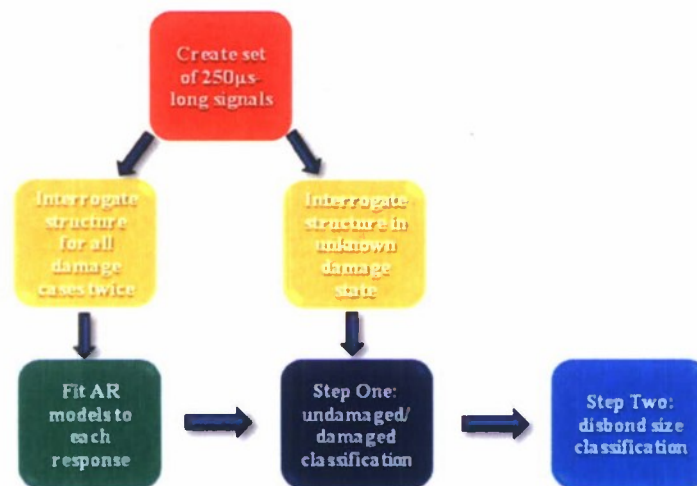 Create set
of 250μs-
long signals
Interrogate
structure
for all
damage
cases twice
Interrogate
structure in
unknown
damage
state
Fit AR
models to
each
response
Step One:
undamaged/
damaged
classification
Step Two:
disbond size
classification